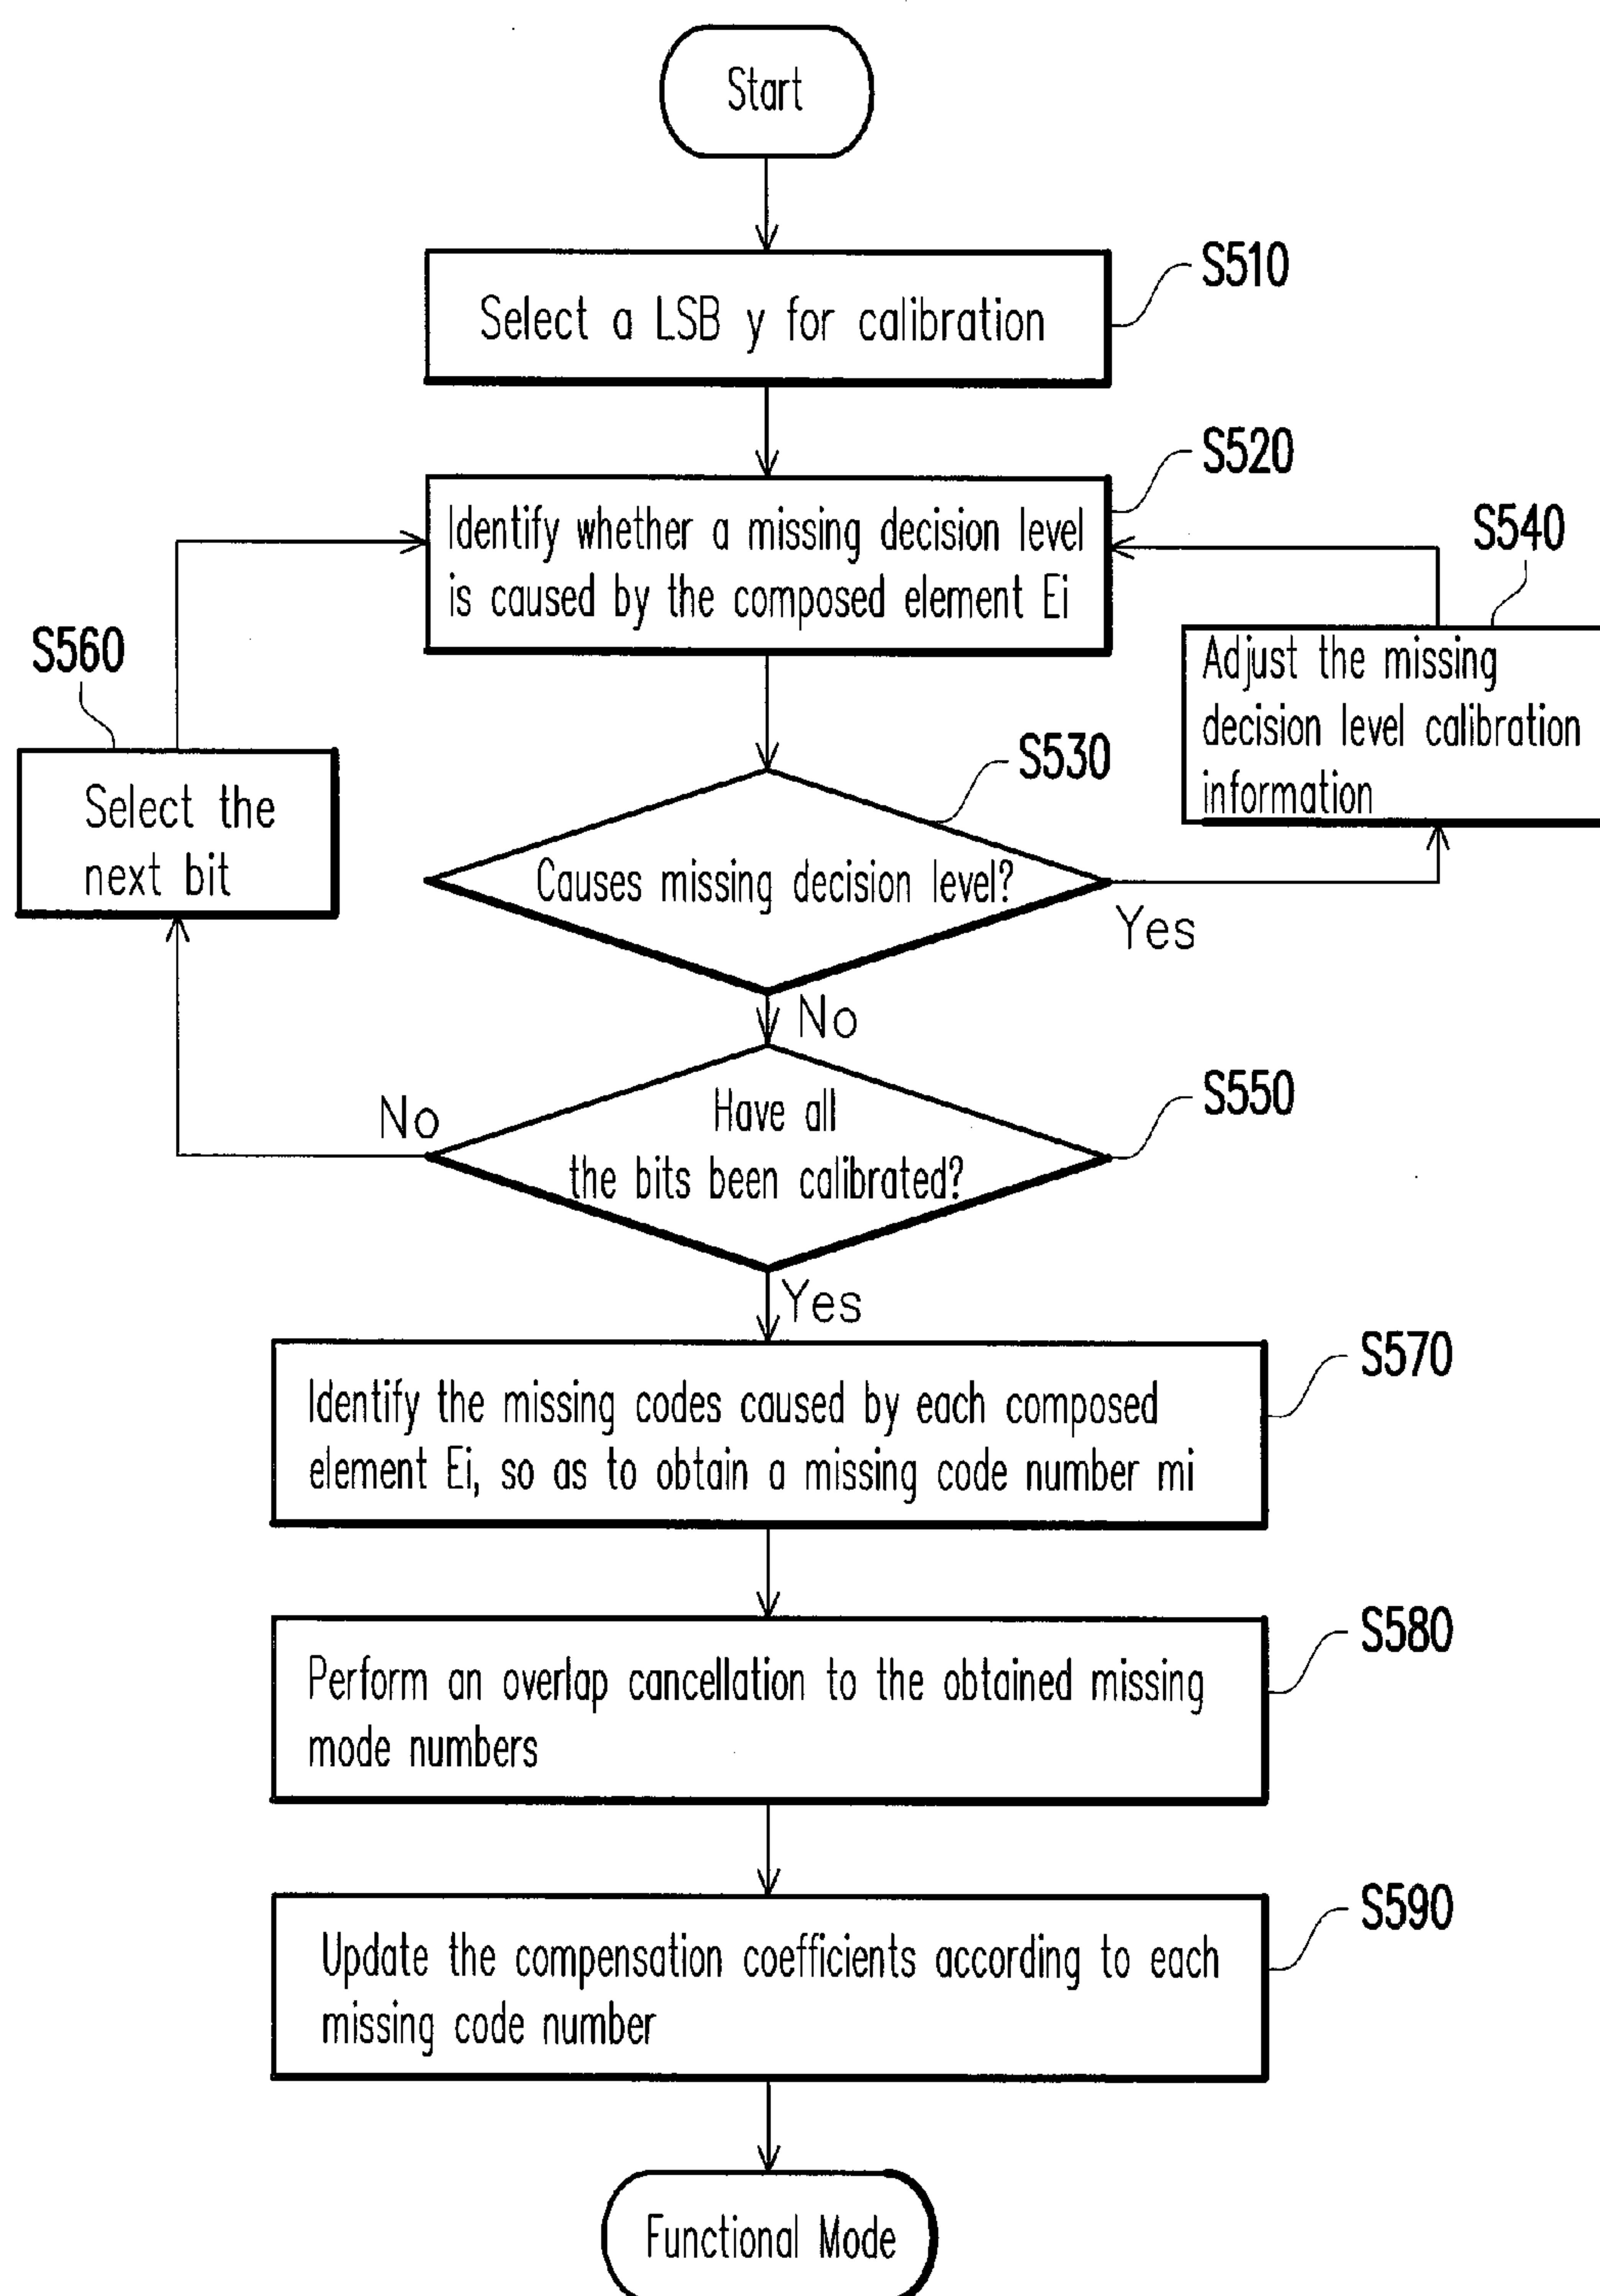 Start
S510
Select a LSB y for calibration
S520
Identify whether a missing decision level
is caused by the composed element Ei
S540
Adjust the missing
decision level calibration
information
S560
Select the
next bit
S530
Causes missing decision level?
Yes
No
S550
Have all
the bits been calibrated?
No
Yes
S570
Identify the missing codes caused by each composed
element Ei, so as to obtain a missing code number mi
S580
Perform an overlap cancellation to the obtained missing
mode numbers
S590
Update the compensation coefficients according to each
missing code number
Functional Mode